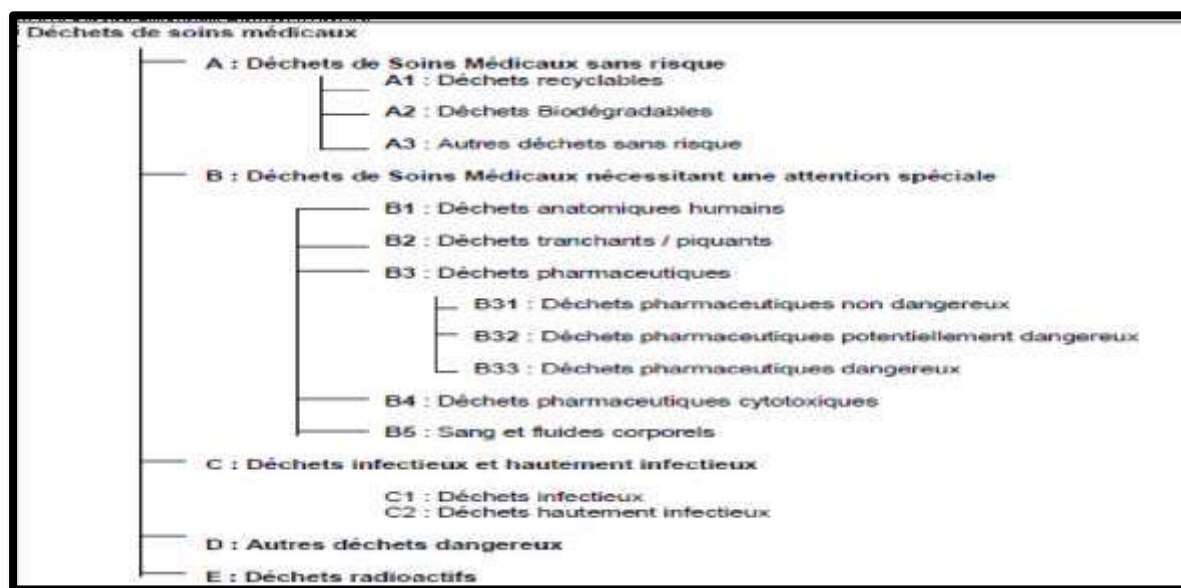 Déchets de soins médicaux
A : Déchets de Soins Médicaux sans risque
A1 : Déchets recyclables
A2 : Déchets Biodégradables
A3 : Autres déchets sans risque
B : Déchets de Soins Médicaux nécessitant une attention spéciale
B1 : Déchets anatomiques humains
B2 : Déchets tranchants / piquants
B3 : Déchets pharmaceutiques
B31 : Déchets pharmaceutiques non dangereux
B32 : Déchets pharmaceutiques potentiellement dangereux
B33 : Déchets pharmaceutiques dangereux
B4 : Déchets pharmaceutiques cytotoxiques
B5 : Sang et fluides corporels
C : Déchets infectieux et hautement infectieux
C1 : Déchets infectieux
C2 : Déchets hautement infectieux
D : Autres déchets dangereux
E : Déchets radioactifs